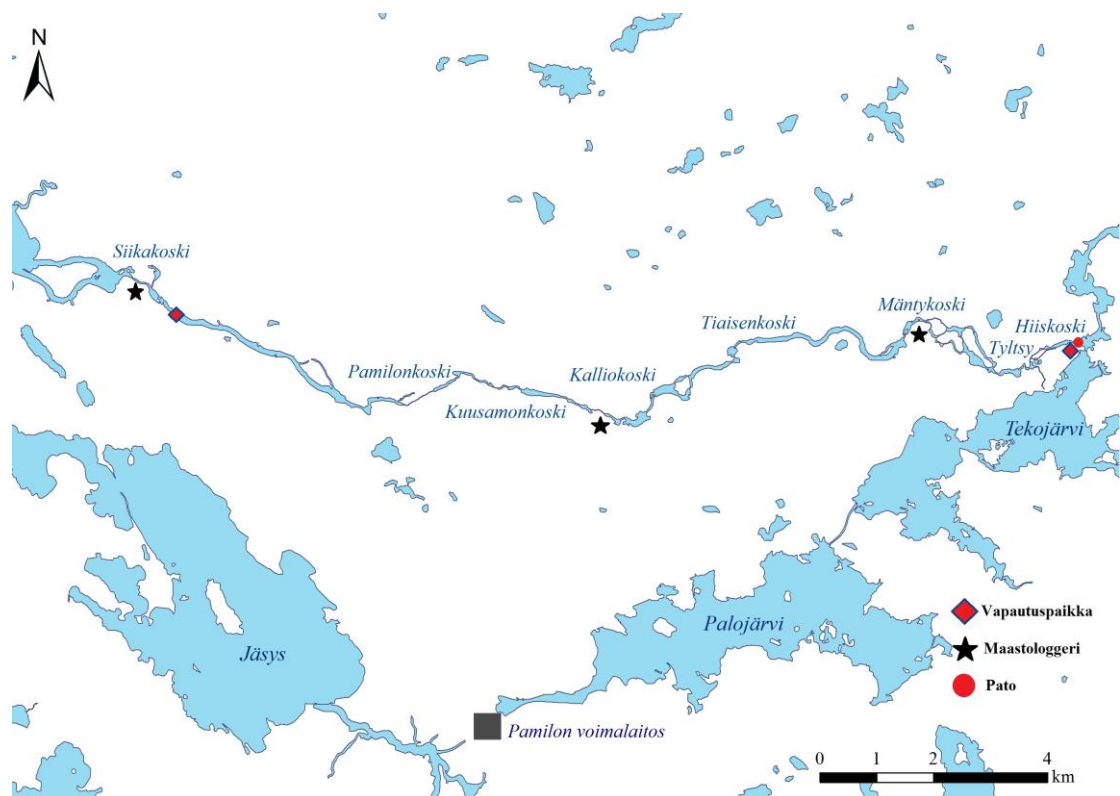 N
Siikakoski
Mäntykoski
Tiaisenkoski
Hiiskoski
Tyltsy
Pamilonkoski
Kalliokoski
Kuusamonkoski
Tekojärvi
Vapautuspaikka
Palojärvi
Maastologgeri
Jäsys
Pato
Pamilon voimalaitos
0 1 2 4
km